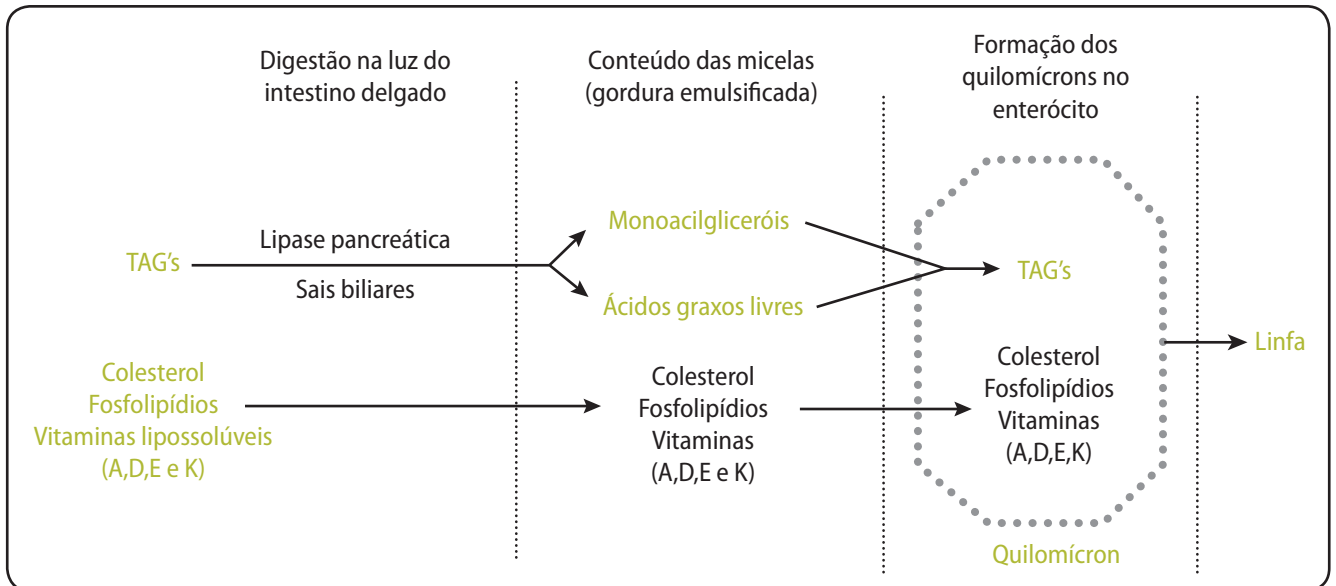 Digestão na luz do
intestino delgado
Conteúdo das micelas
(gordura emulsificada)
Formação dos
quilomícrons no
enterócito
TAG's
Lipase pancreática
Sais biliares
Monoacilgliceróis
Ácidos graxos livres
TAG's
Colesterol
Fosfolipídios
Vitaminas lipossolúveis
(A,D,E e K)
Colesterol
Fosfolipídios
Vitaminas
(A,D,E e K)
Colesterol
Fosfolipídios
Vitaminas
(A,D,E,K)
Linfa
Quilomícron